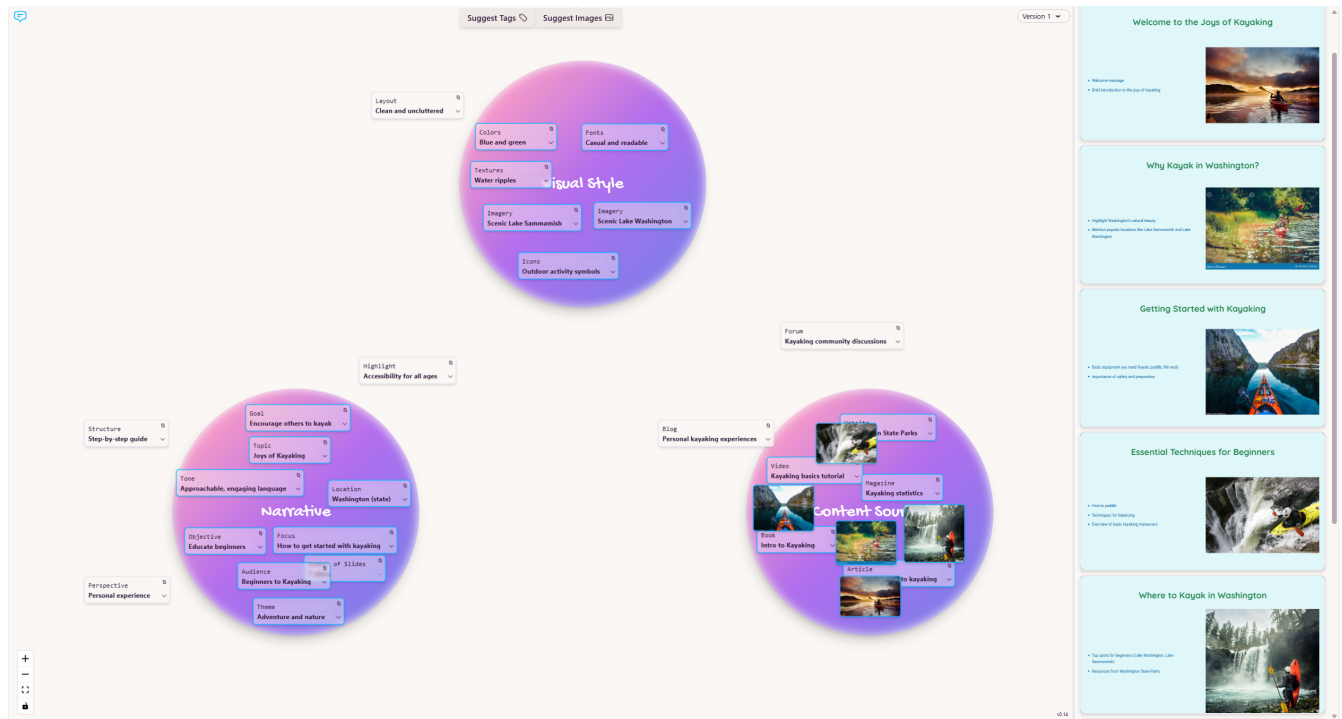 Suggest Tags
Suggest Images
Version 1
Layout
Clean and uncluttered
Colors
Blue and green
Fonts
Casual and readable
Textures
Water ripples
isual Style
Imagery
Scenic Lake Sammamish
Imagery
Scenic Lake Washington
Icons
Outdoor activity symbols
Forum
Kayaking community discussions
Highlight
Accessibility for all ages
Structure
Step-by-step guide
Goal
Encourage others to kayak
Topic
Joys of Kayaking
Tone
Approachable, engaging language
Location
Washington (state)
Narrative
Objective
Educate beginners
Focus
How to get started with kayaking
of Slides
Audience
Beginners to Kayaking
Perspective
Personal experience
Theme
Adventure and nature
Blog
Personal kayaking experiences
n State Parks
Video
Kayaking basics tutorial
Magazine
Kayaking statistics
Content Sour
Book
Intro to Kayaking
Article
to kayaking
v0.14
Welcome to the Joys of Kayaking
• Welcome message
• Brief introduction to the joys of kayaking
Why Kayak in Washington?
• Highlight Washington's natural beauty
• Mention popular locations like Lake Sammamish and Lake
Washington
Getting Started with Kayaking
• Basic equipment you need (kayak, paddle, life vest)
• Importance of safety and preparation
Essential Techniques for Beginners
• How to paddle
• Techniques for balancing
• Overview of basic kayaking maneuvers
Where to Kayak in Washington
• Top spots for beginners (Lake Washington, Lake
Sammamish)
• Resources from Washington State Parks